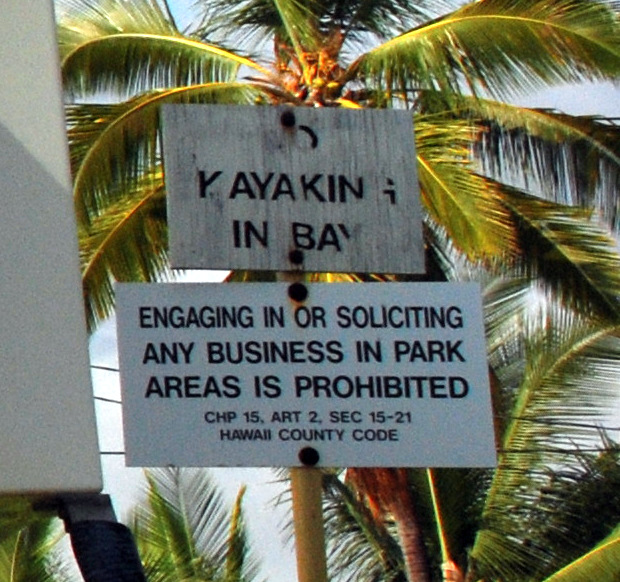 KAYAKING
IN BAY
ENGAGING IN OR SOLICITING
ANY BUSINESS IN PARK
AREAS IS PROHIBITED
CHP 15, ART 2, SEC 15-21
HAWAII COUNTY CODE